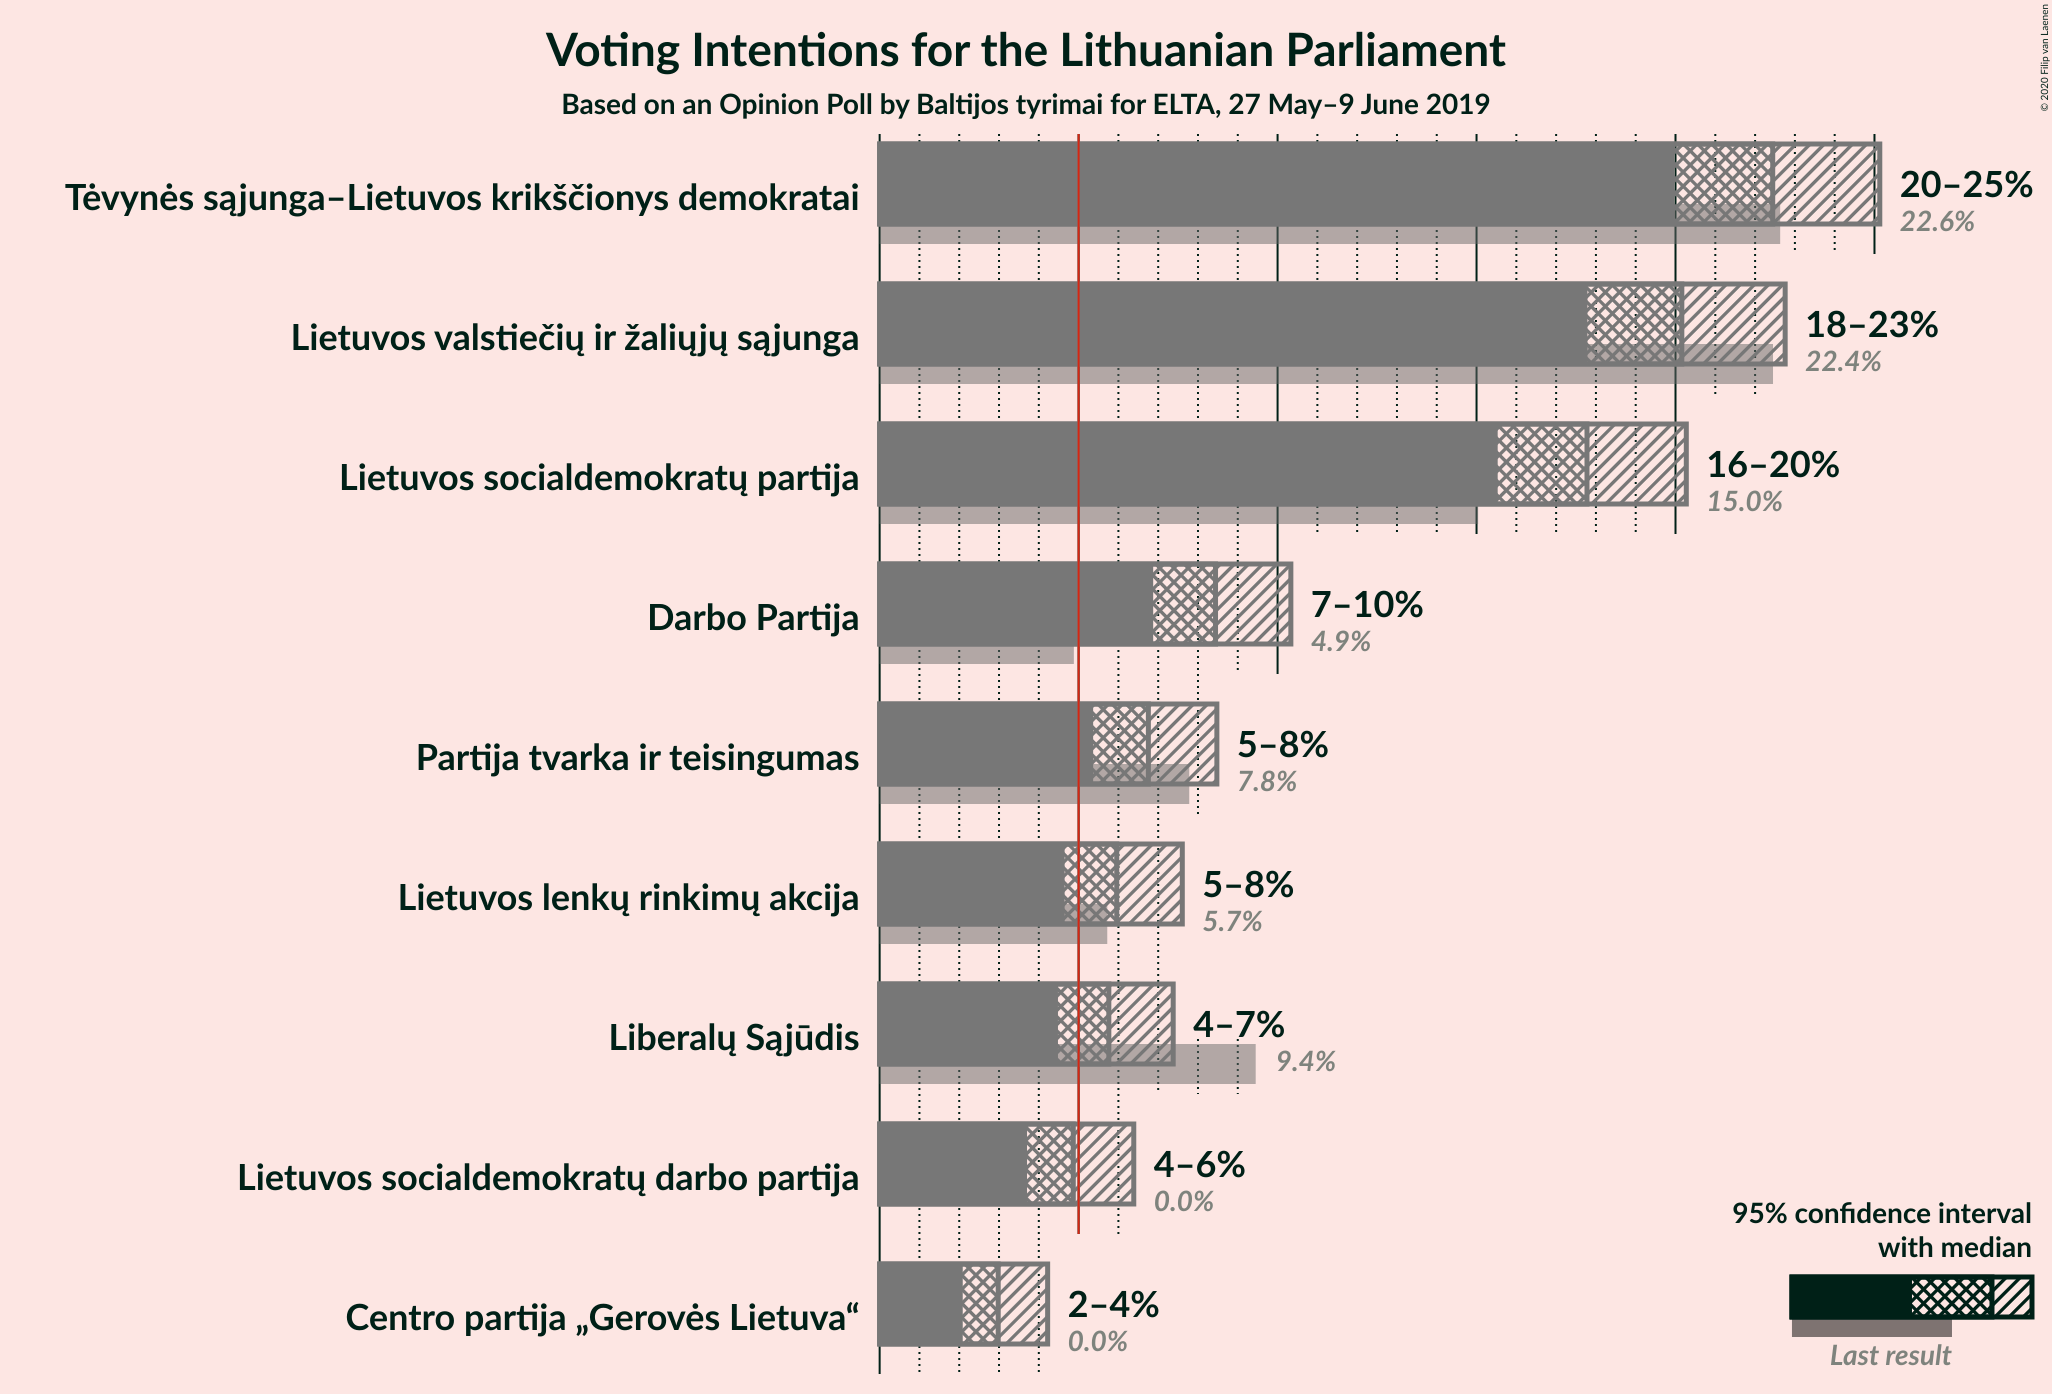 Voting Intentions for the Lithuanian Parliament
Based on an Opinion Poll by Baltijos tyrimai for ELTA, 27 May–9 June 2019
© 2020 Filip van Laenen
Tėvynės sąjunga–Lietuvos krikščionys demokratai
20–25%
22.6%
Lietuvos valstiečių ir žaliųjų sąjunga
18–23%
22.4%
Lietuvos socialdemokratų partija
16–20%
15.0%
Darbo Partija
7–10%
4.9%
Partija tvarka ir teisingumas
5–8%
7.8%
Lietuvos lenkų rinkimų akcija
5–8%
5.7%
Liberalų Sąjūdis
4–7%
9.4%
Lietuvos socialdemokratų darbo partija
4–6%
0.0%
Centro partija „Gerovės Lietuva“
2–4%
0.0%
95% confidence interval
with median
Last result